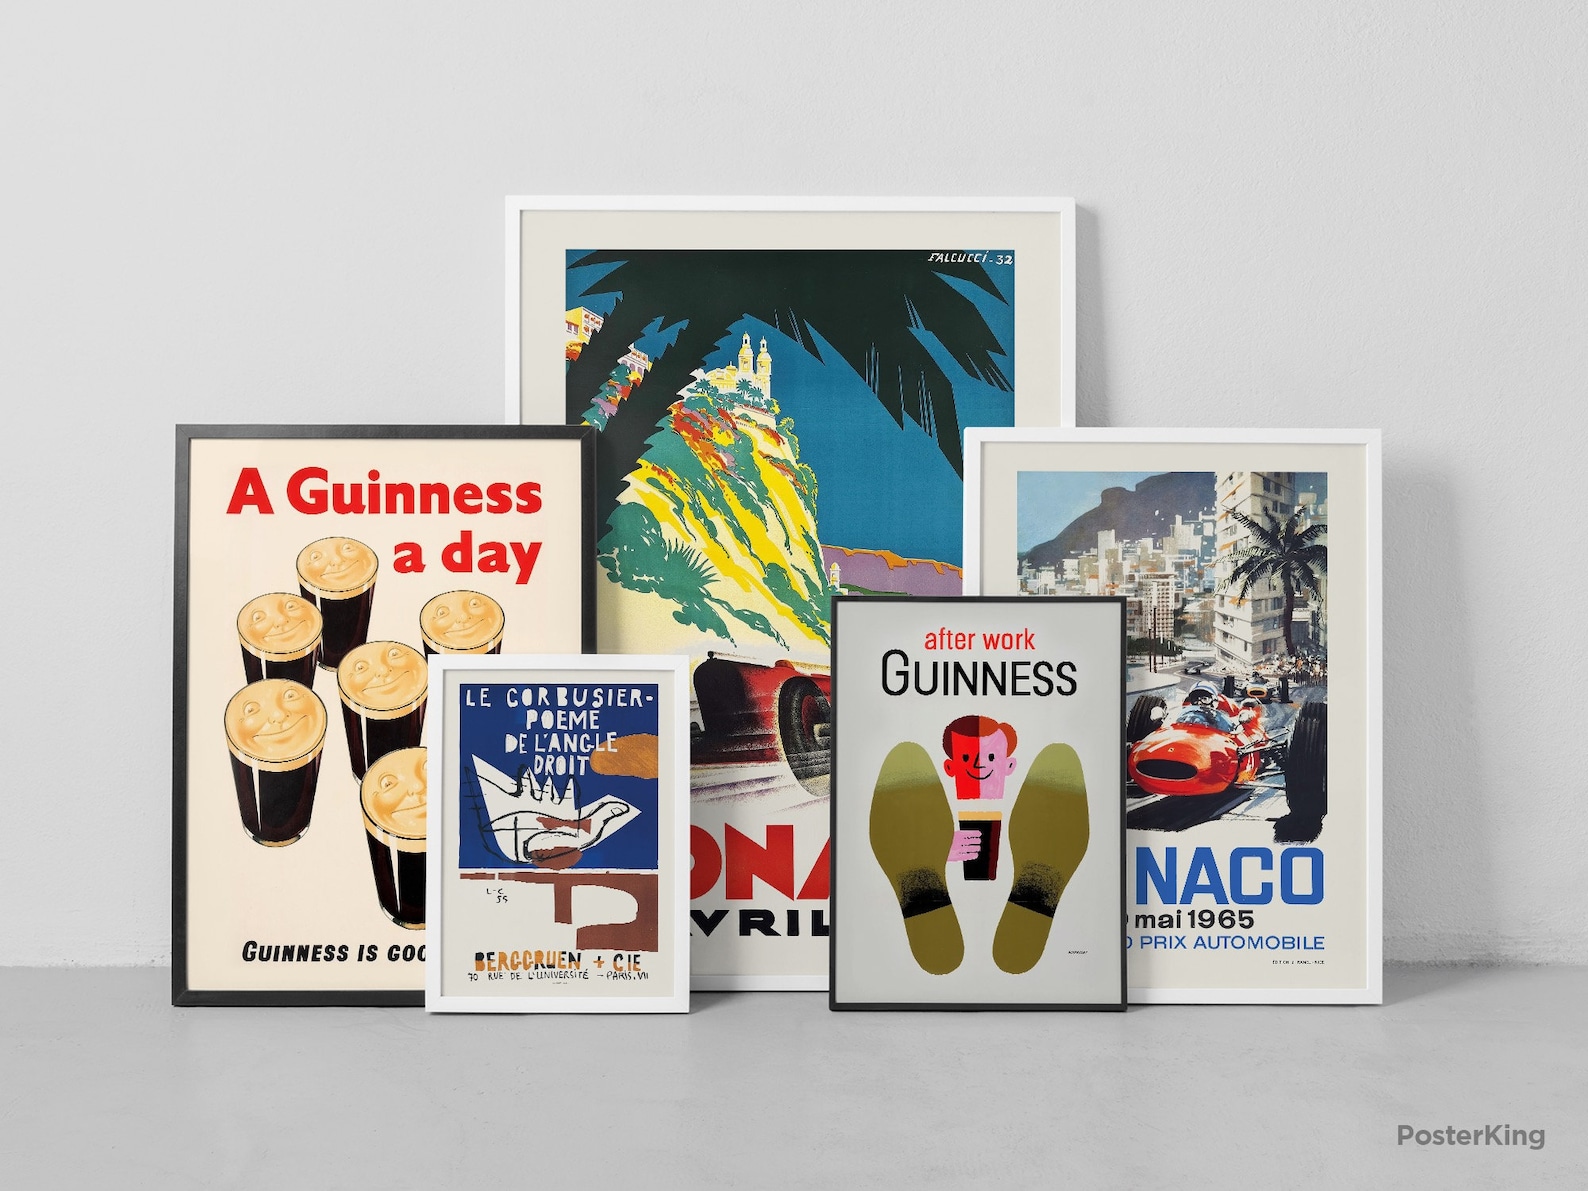 FALCUCCI - 32
ONA
VRIL
A Guinness
a day
GUINNESS IS GOO
LE CORBUSIER-
POEME
DE L'ANGLE
DROIT
L-C
55
BERGGRUEN + CIE
70 RUE DE L'UNIVERSITÉ - PARIS. VII
after work
GUINNESS
NACO
mai 1965
PRIX AUTOMOBILE
PosterKing